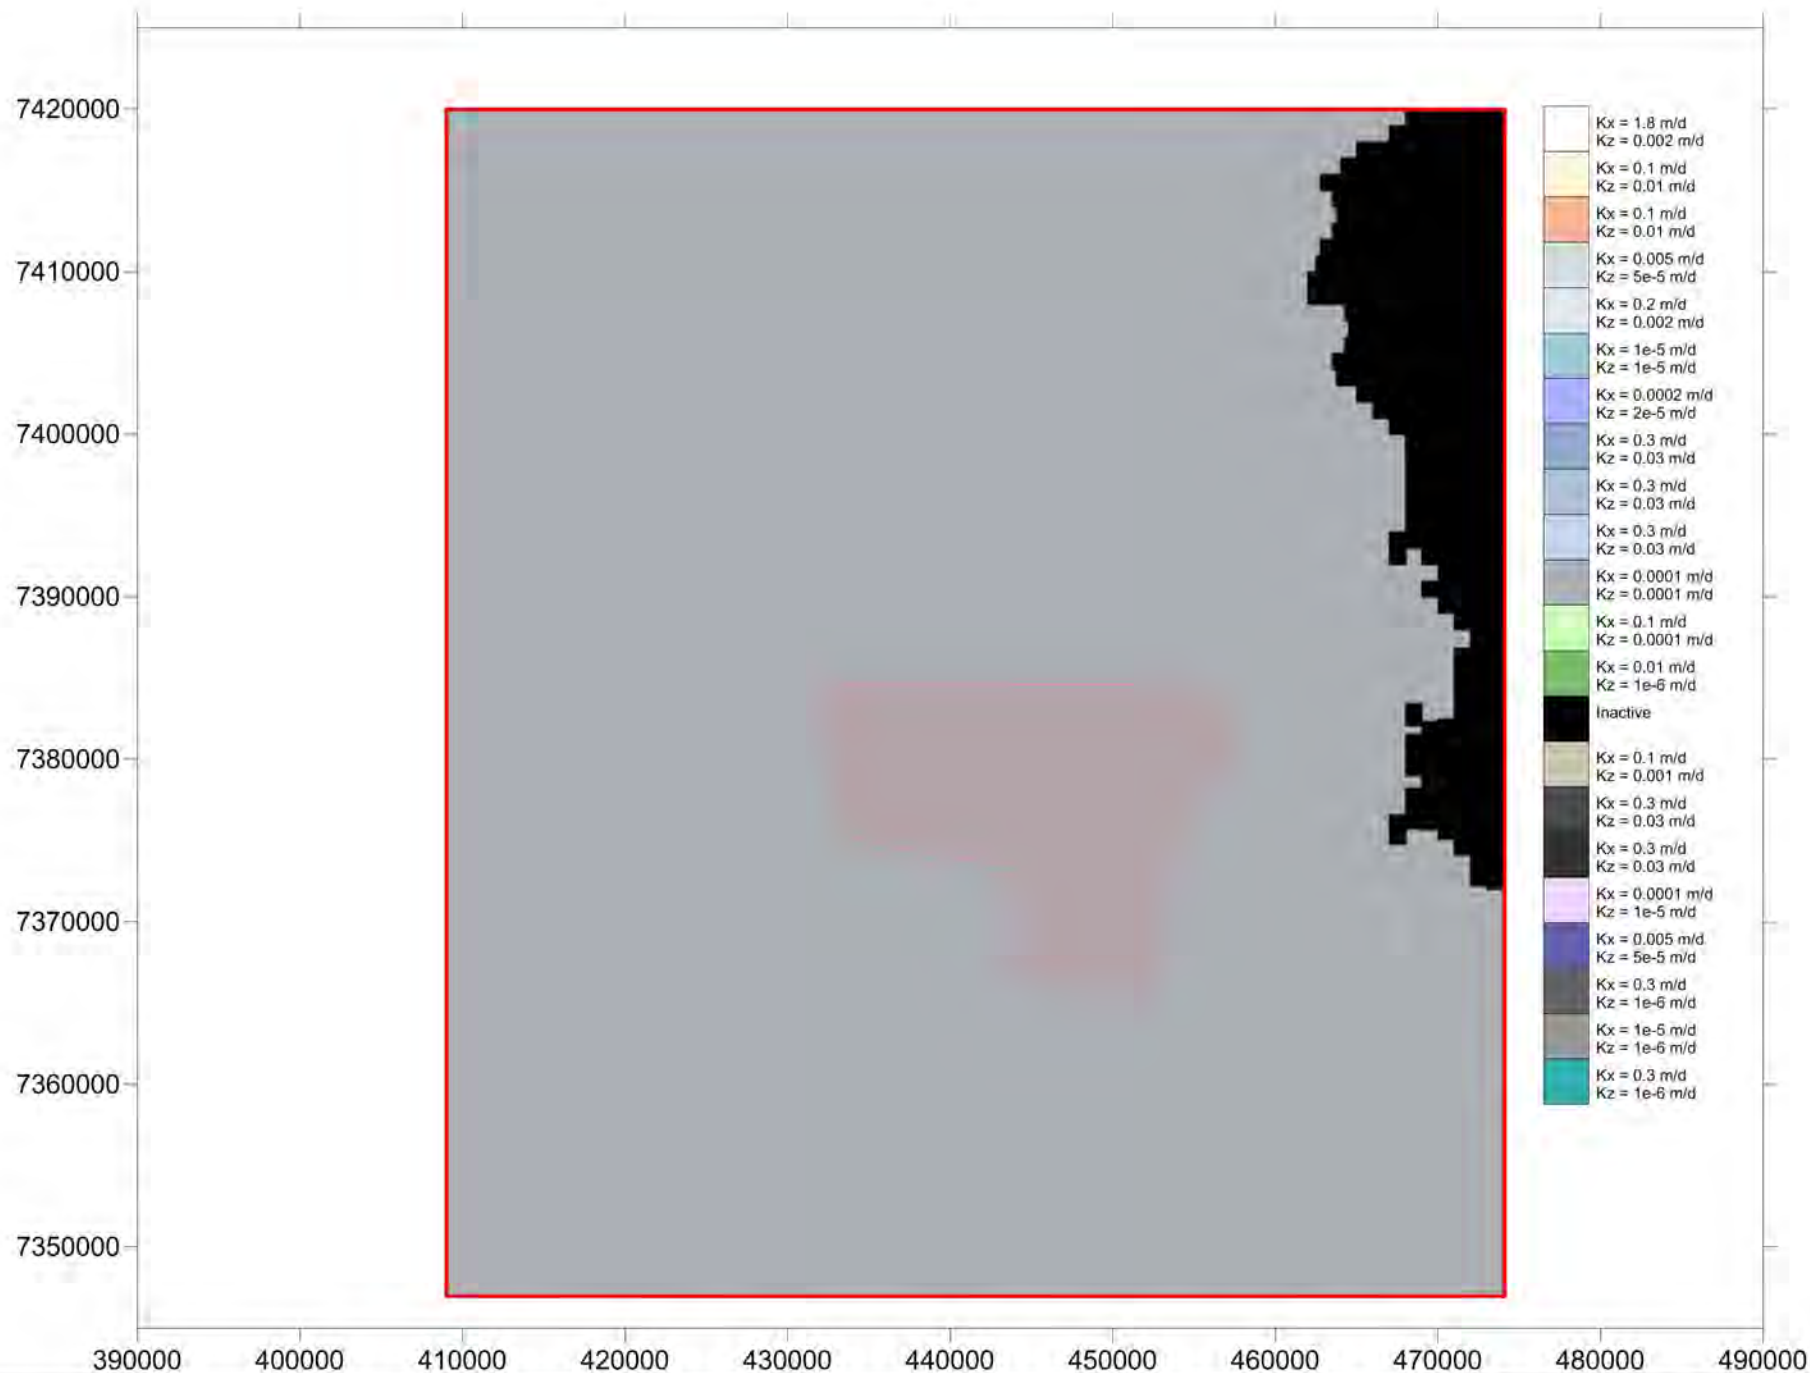 7420000
7410000
7400000
7390000
7380000
7370000
7360000
7350000
390000 400000 410000 420000 430000 440000 450000 460000 470000 480000 490000
Kx = 1.8 m/d
Kz = 0.002 m/d
Kx = 0.1 m/d
Kz = 0.01 m/d
Kx = 0.1 m/d
Kz = 0.01 m/d
Kx = 0.005 m/d
Kz = 5e-5 m/d
Kx = 0.2 m/d
Kz = 0.002 m/d
Kx = 1e-5 m/d
Kz = 1e-5 m/d
Kx = 0.0002 m/d
Kz = 2e-5 m/d
Kx = 0.3 m/d
Kz = 0.03 m/d
Kx = 0.3 m/d
Kz = 0.03 m/d
Kx = 0.3 m/d
Kz = 0.03 m/d
Kx = 0.0001 m/d
Kz = 0.0001 m/d
Kx = 0.1 m/d
Kz = 0.0001 m/d
Kx = 0.01 m/d
Kz = 1e-6 m/d
Inactive
Kx = 0.1 m/d
Kz = 0.001 m/d
Kx = 0.3 m/d
Kz = 0.03 m/d
Kx = 0.3 m/d
Kz = 0.03 m/d
Kx = 0.0001 m/d
Kz = 1e-5 m/d
Kx = 0.005 m/d
Kz = 5e-5 m/d
Kx = 0.3 m/d
Kz = 1e-6 m/d
Kx = 1e-5 m/d
Kz = 1e-6 m/d
Kx = 0.3 m/d
Kz = 1e-6 m/d